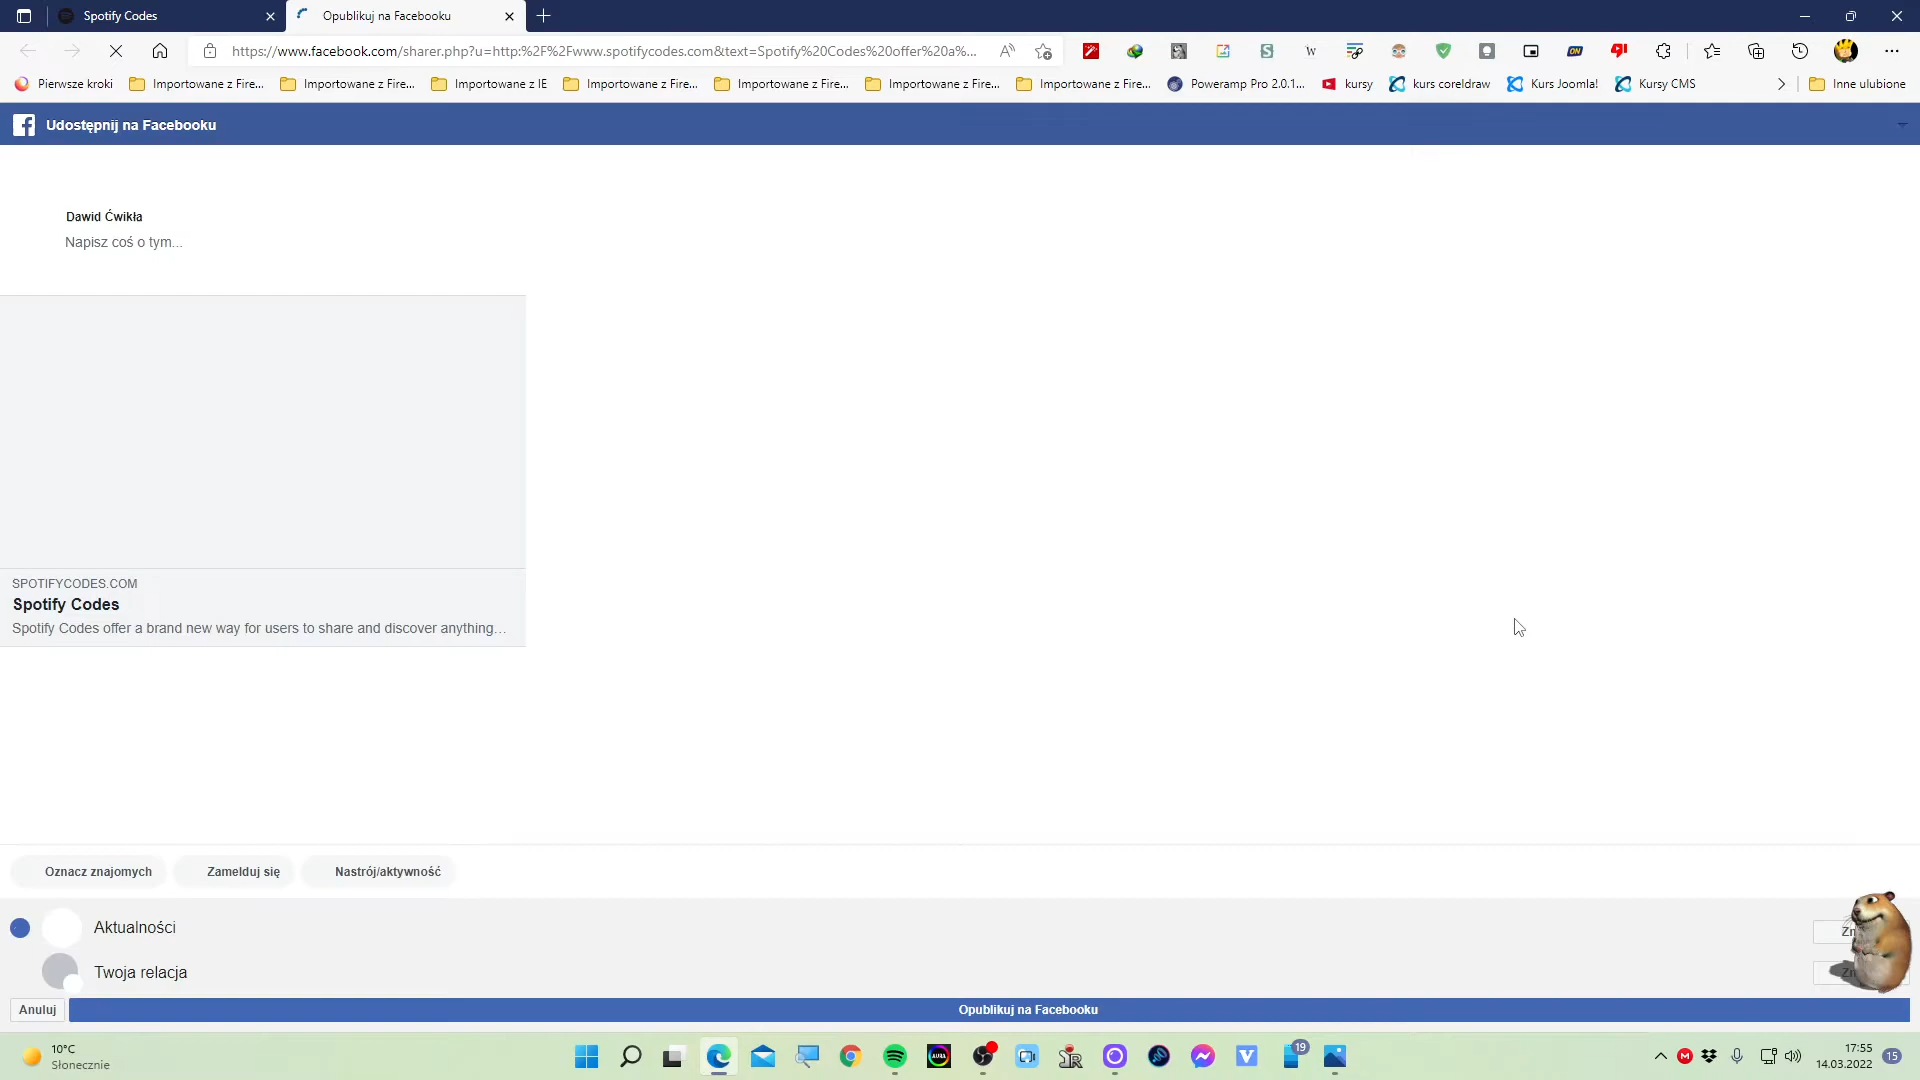 Spotify Codes
Opublikuj na Facebooku
https://www.facebook.com/sharer.php?u=http:%2F%2Fwww.spotifycodes.com&text=Spotify%20Codes%20offer%20a%...
Pierwsze kroki
Importowane z Fire...
Importowane z Fire...
Importowane z IE
Importowane z Fire...
Importowane z Fire...
Importowane z Fire...
Importowane z Fire...
Poweramp Pro 2.0.1...
kursy
kurs coreldraw
Kurs Joomla!
Kursy CMS
Inne ulubione
Udostępnij na Facebooku
Dawid Ćwikła
Napisz coś o tym...
SPOTIFYCODES.COM
Spotify Codes
Spotify Codes offer a brand new way for users to share and discover anything...
Oznacz znajomych
Zamelduj się
Nastrój/aktywność
Aktualności
Twoja relacja
Anuluj
Opublikuj na Facebooku
10°C
Słonecznie
19
17:55
14.03.2022
15